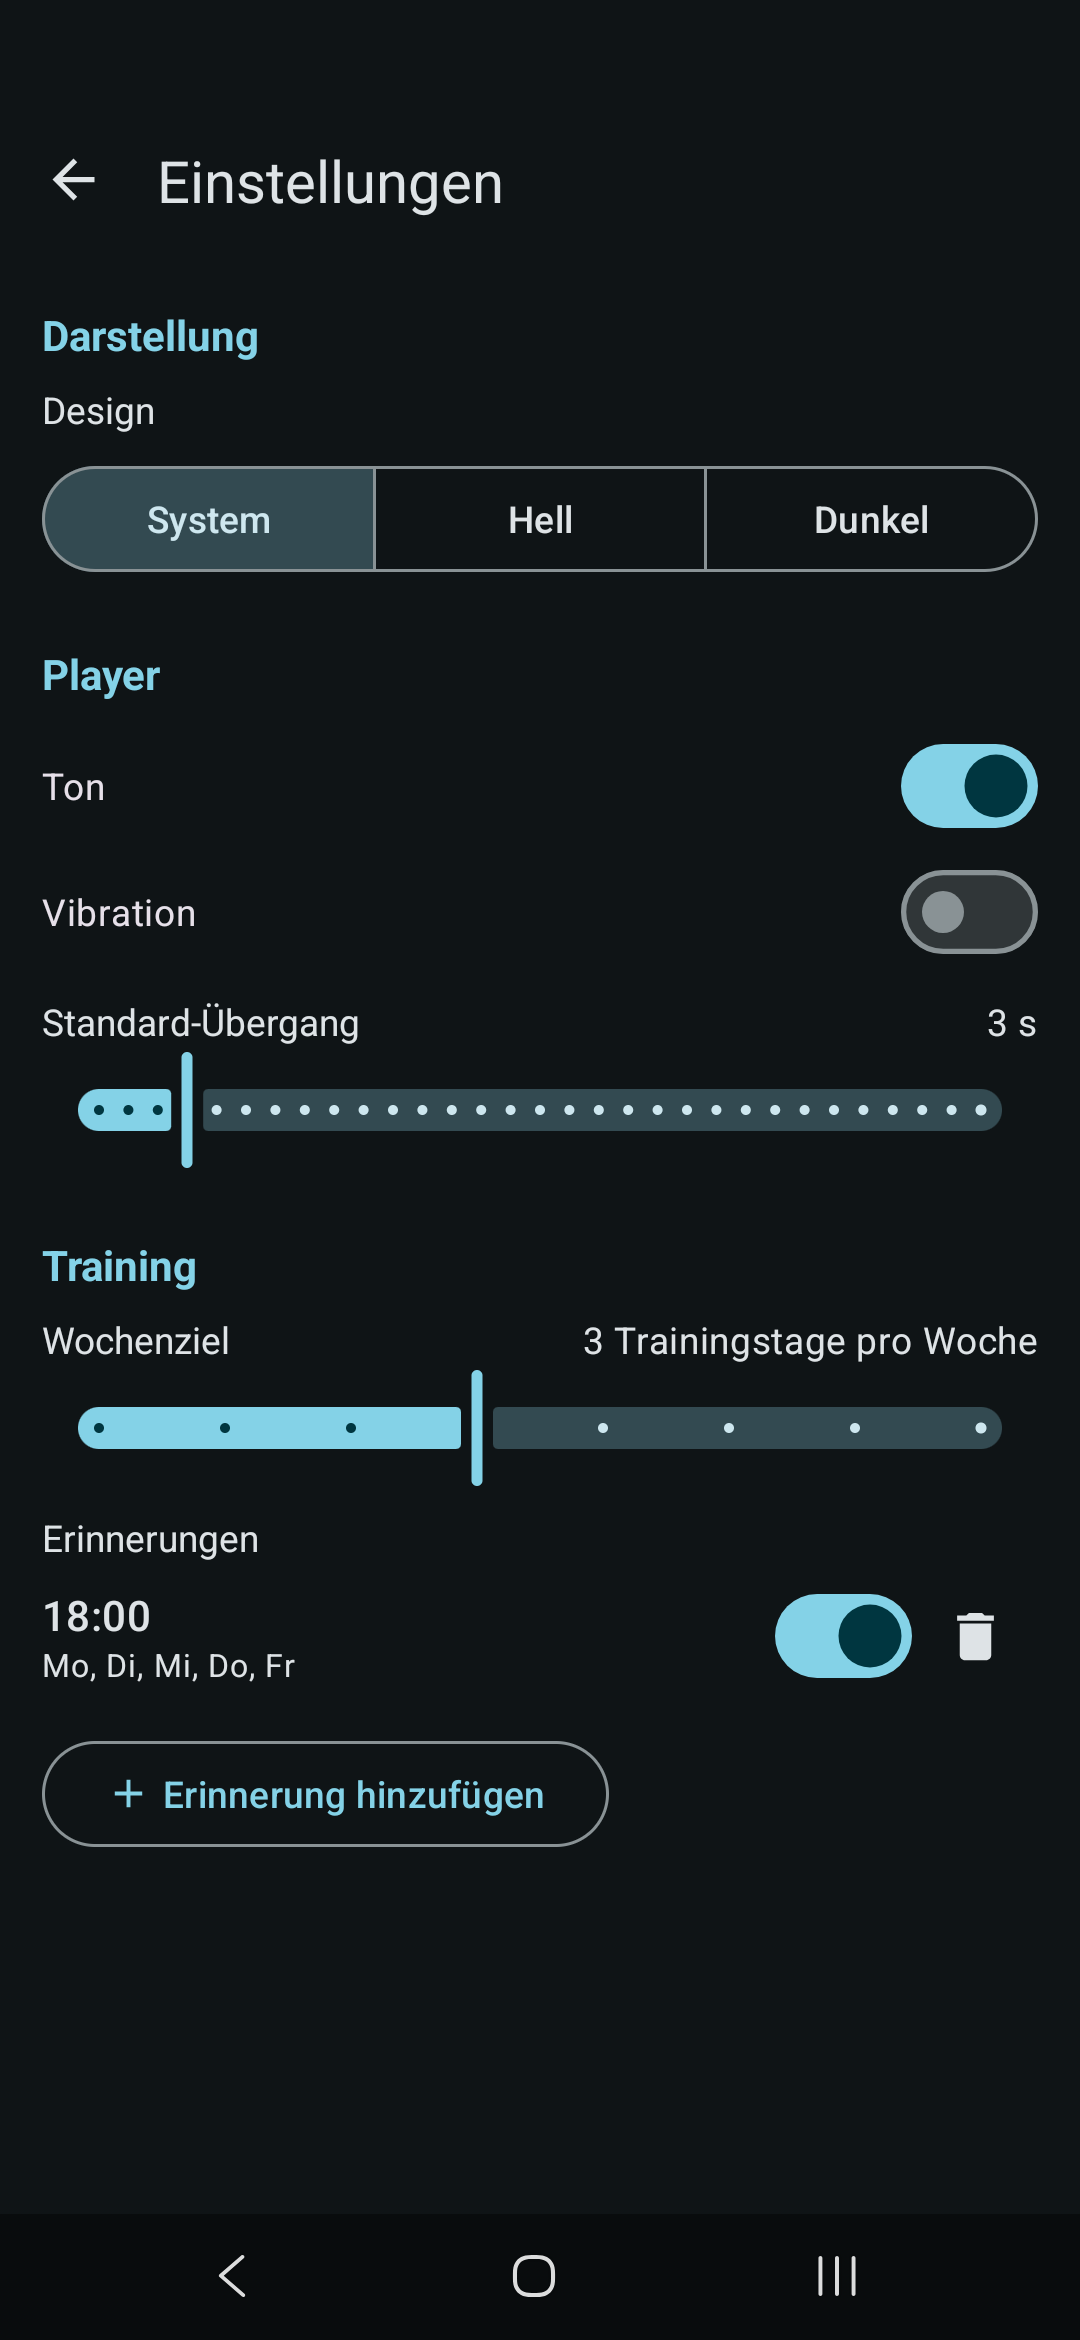 Einstellungen
Darstellung
Design
System Hell Dunkel
Player
Ton
Vibration
Standard-Übergang 3 s
Training
Wochenziel 3 Trainingstage pro Woche
Erinnerungen
18:00
Mo, Di, Mi, Do, Fr
+ Erinnerung hinzufügen